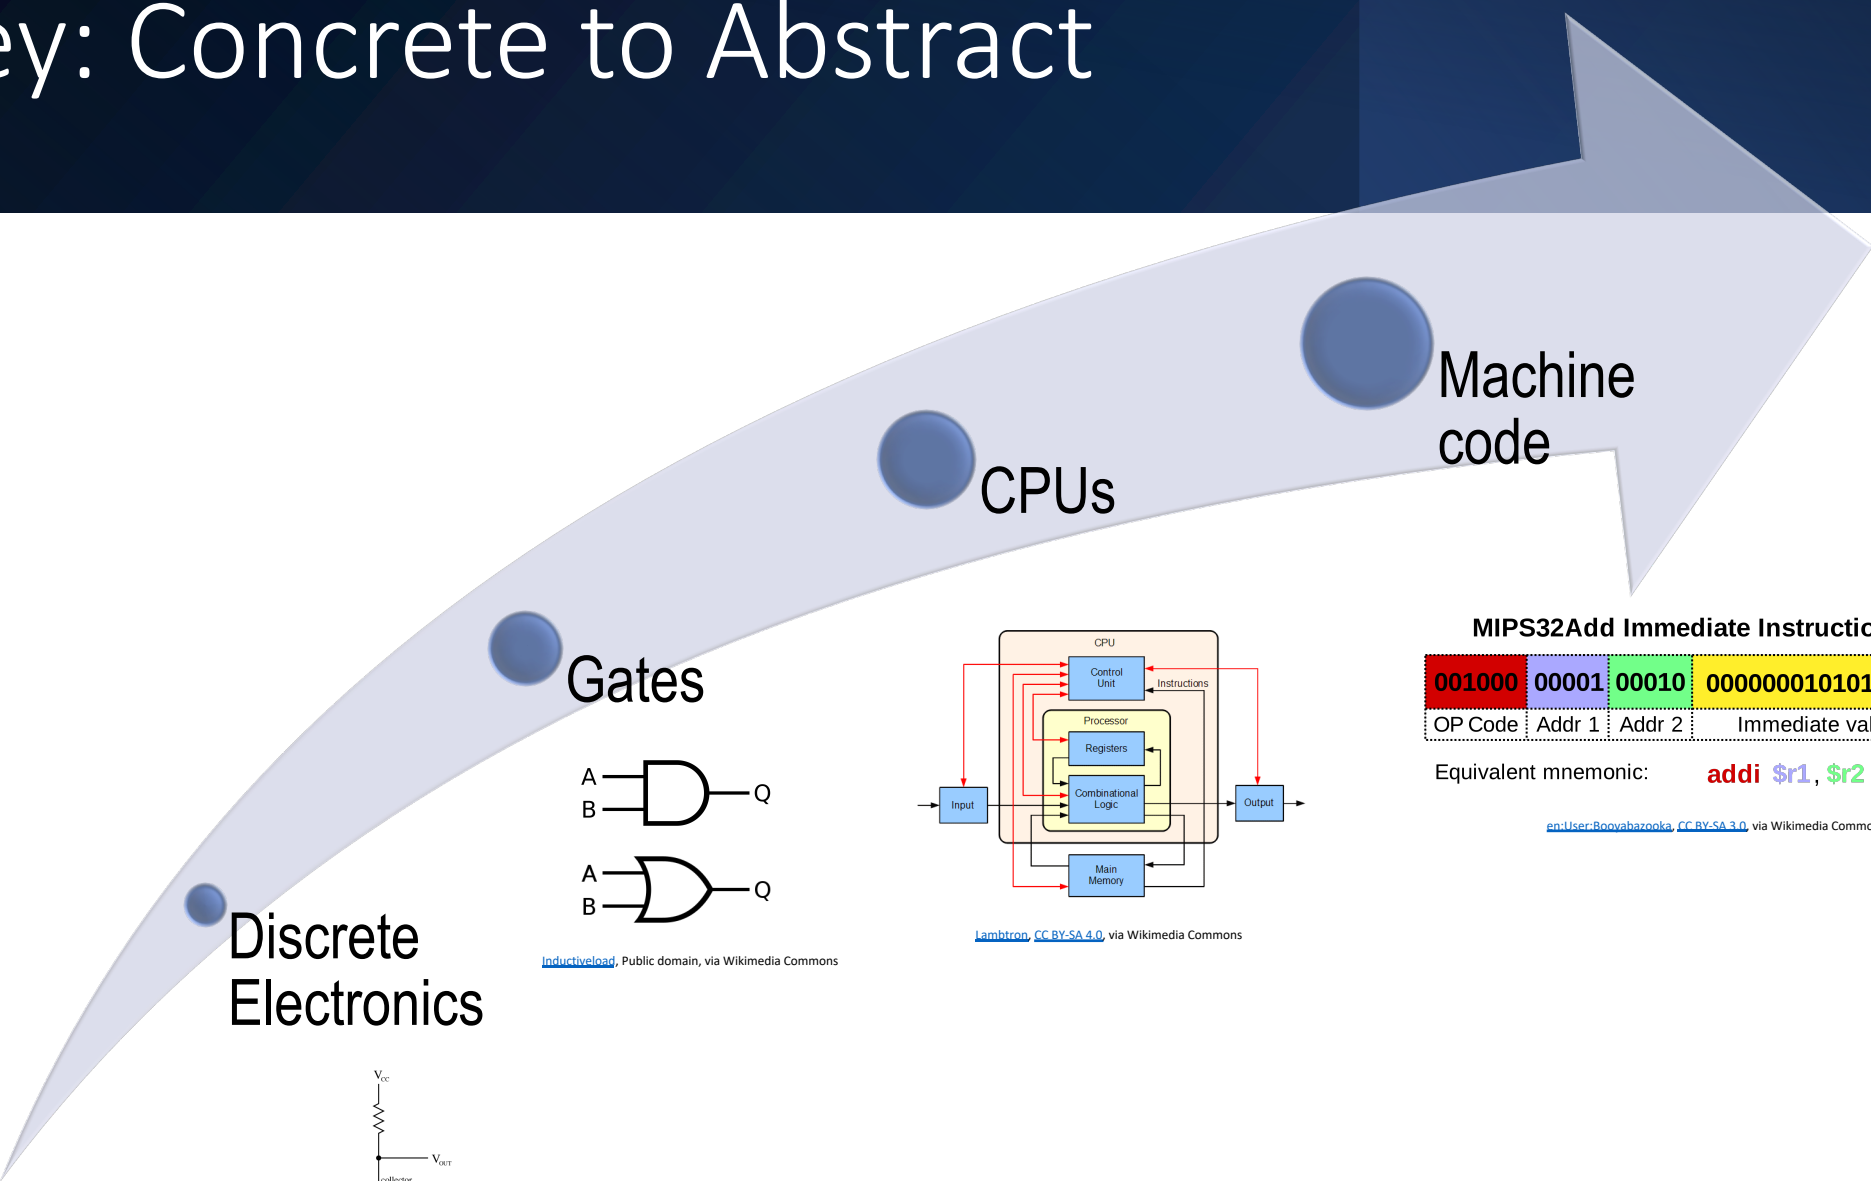 ey: Concrete to Abstract
Machine
code
CPUs
Gates
Discrete
Electronics
A
B
Q
A
B
Q
Inductiveload, Public domain, via Wikimedia Commons
CPU
Control
Unit
Instructions
Processor
Registers
Combinational
Logic
Input
Output
Main
Memory
Lambtron, CC BY-SA 4.0, via Wikimedia Commons
MIPS32Add Immediate Instructio
001000 00001 00010 000000010101
OP Code Addr 1 Addr 2 Immediate val
Equivalent mnemonic: addi $r1, $r2
en:User:Booyabazooka, CC BY-SA 3.0, via Wikimedia Commo
VCC
VOUT
collector